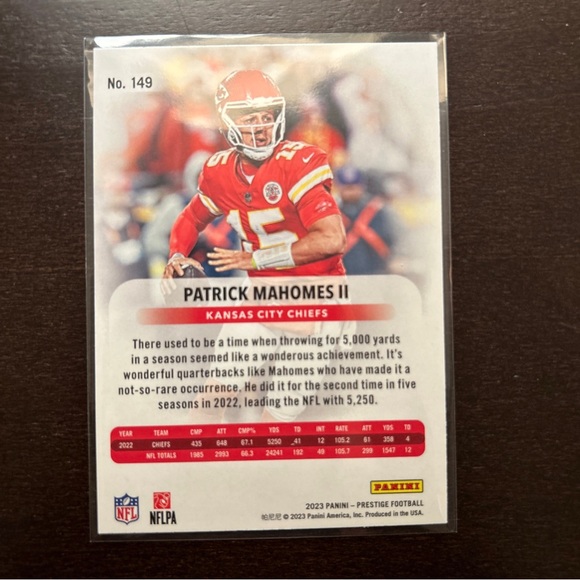 No. 149
15
15
PATRICK MAHOMES II
KANSAS CITY CHIEFS
There used to be a time when throwing for 5,000 yards
in a season seemed like a wonderous achievement. It's
wonderful quarterbacks like Mahomes who have made it a
not-so-rare occurrence. He did it for the second time in five
seasons in 2022, leading the NFL with 5,250.
YEAR TEAM CMP ATT CMP% YDS TD INT RATE ATT YDS TD
2022 CHIEFS 435 648 67.1 5250 41 12 105.2 61 358 4
NFL TOTALS 1985 2993 66.3 24241 192 49 105.7 299 1547 12
PANINI
NFL
NFLPA
2023 PANINI – PRESTIGE FOOTBALL
帕尼尼 © 2023 Panini America, Inc. Produced in the USA.